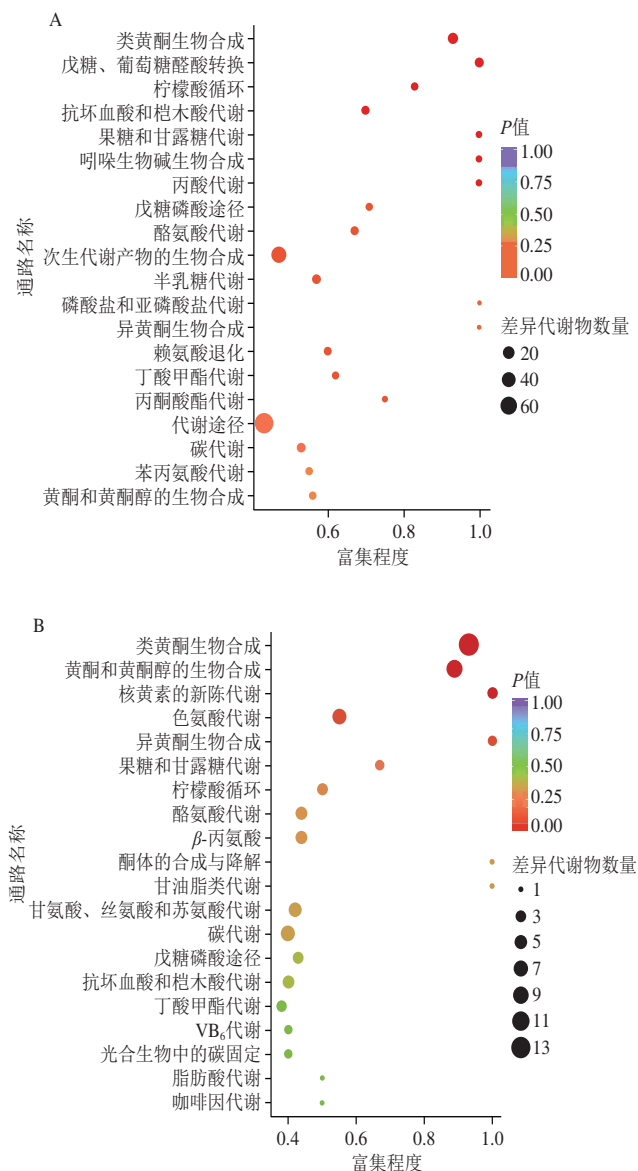 A
类黄酮生物合成
戊糖、葡萄糖醛酸转换
柠檬酸循环
抗坏血酸和桤木酸代谢
果糖和甘露糖代谢
吲哚生物碱生物合成
丙酸代谢
戊糖磷酸途径
酪氨酸代谢
次生代谢产物的生物合成
半乳糖代谢
磷酸盐和亚磷酸盐代谢
异黄酮生物合成
赖氨酸退化
丁酸甲酯代谢
丙酮酸酯代谢
代谢途径
碳代谢
苯丙氨酸代谢
黄酮和黄酮醇的生物合成
通路名称
0.6 0.8 1.0
富集程度
P值
1.00
0.75
0.50
0.25
0.00
差异代谢物数量
20
40
60
B
类黄酮生物合成
黄酮和黄酮醇的生物合成
核黄素的新陈代谢
色氨酸代谢
异黄酮生物合成
果糖和甘露糖代谢
柠檬酸循环
酪氨酸代谢
β-丙氨酸
酮体的合成与降解
甘油脂类代谢
甘氨酸、丝氨酸和苏氨酸代谢
碳代谢
戊糖磷酸途径
抗坏血酸和桤木酸代谢
丁酸甲酯代谢
VB₆代谢
光合生物中的碳固定
脂肪酸代谢
咖啡因代谢
通路名称
0.4 0.6 0.8 1.0
富集程度
P值
1.00
0.75
0.50
0.25
0.00
差异代谢物数量
1
3
5
7
9
11
13